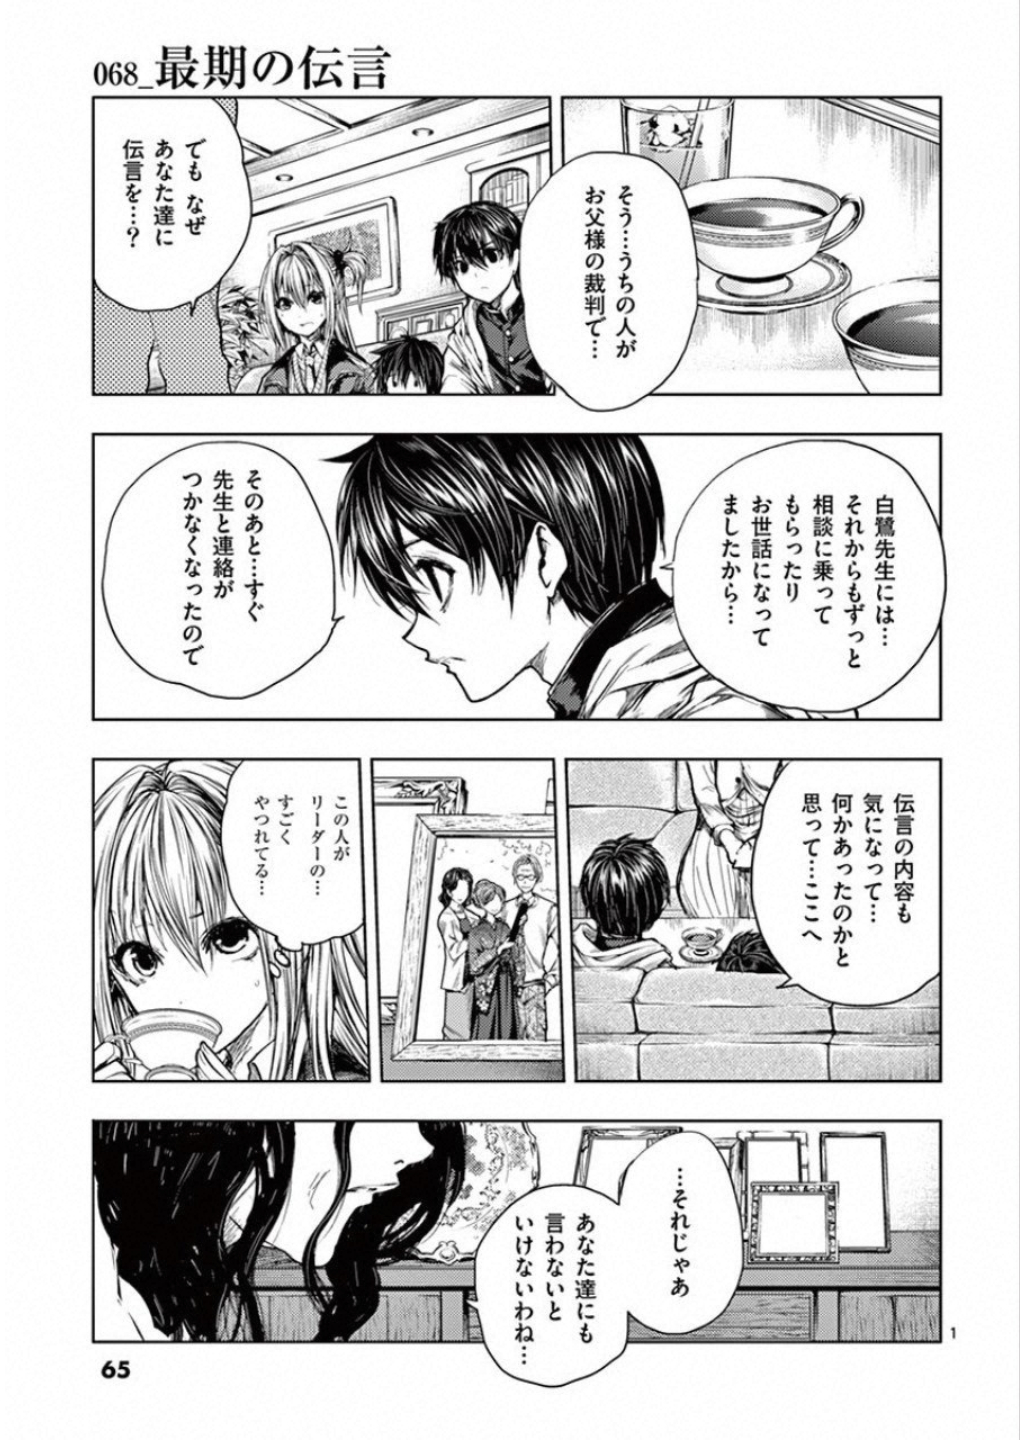 068_最期の伝言
そう…うちの人が
お父様の裁判で…
でも なぜ
あなた達に
伝言を…？
白鷺先生には…
それからもずっと
相談に乗って
もらったり
お世話になって
ましたから…
そのあと…すぐ
先生と連絡が
つかなくなったので
伝言の内容も
気になって…
何かあったのかと
思って…ここへ
この人が
リーダーの…
すごく
やつれてる…
…それじゃあ
あなた達にも
言わないと
いけないわね…
1
65